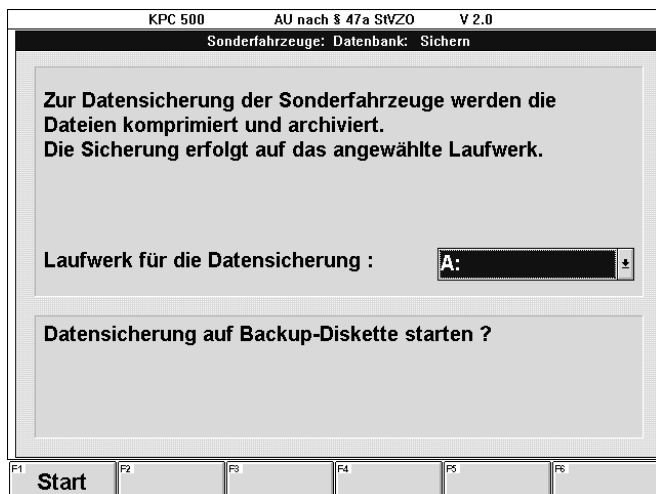 KPC 500 AU nach § 47a StVZO V 2.0
Sonderfahrzeuge: Datenbank: Sichern
Zur Datensicherung der Sonderfahrzeuge werden die
Dateien komprimiert und archiviert.
Die Sicherung erfolgt auf das angewählte Laufwerk.
Laufwerk für die Datensicherung : A:
Datensicherung auf Backup-Diskette starten ?
F1 Start F2 F3 F4 F5 F6